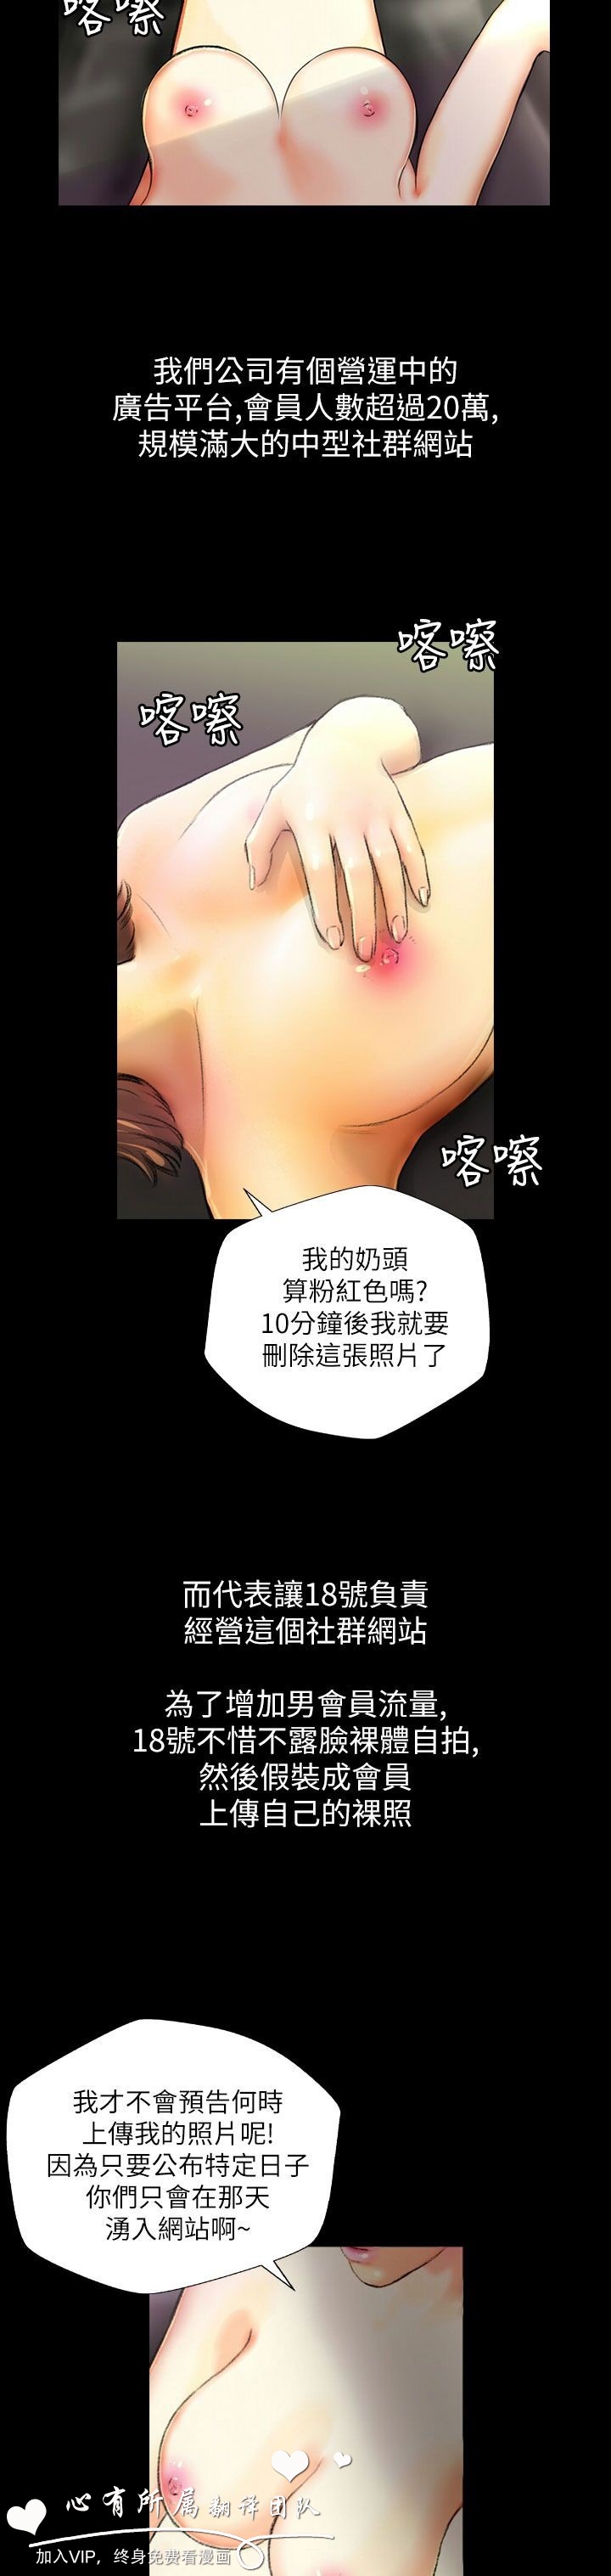 喀嚓
我們公司有個營運中的
廣告平台,會員人數超過20萬,
規模滿大的中型社群網站
喀嚓
喀嚓
喀嚓
我的奶頭
算粉紅色嗎?
10分鐘後我就要
刪除這張照片了
而代表讓18號負責
經營這個社群網站
為了增加男會員流量,
18號不惜不露臉裸體自拍,
然後假裝成會員
上傳自己的裸照
我才不會預告何時
上傳我的照片呢!
因為只要公布特定日子
你們只會在那天
湧入網站啊~
心有所属翻译团队
加入VIP，终身免费看漫画